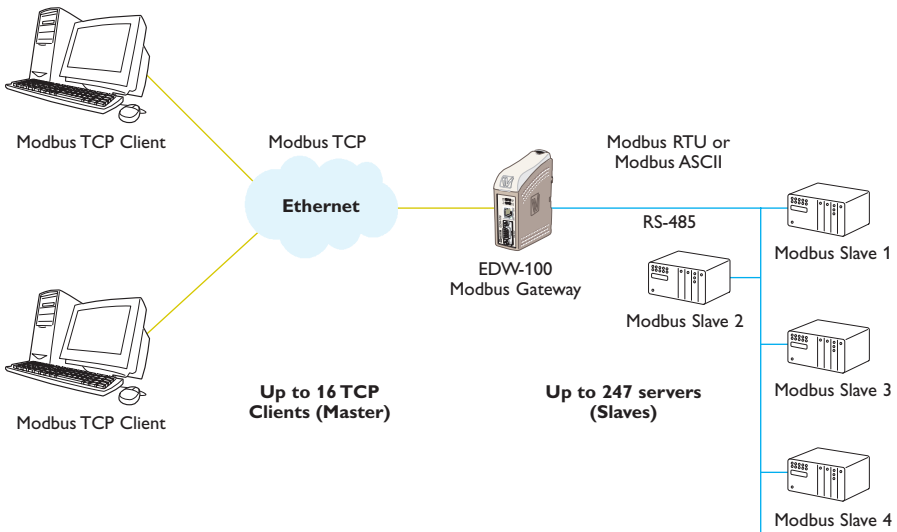 Modbus TCP Client
Modbus TCP
Ethernet
Modbus RTU or
Modbus ASCII
RS-485
EDW-100
Modbus Gateway
Modbus Slave 1
Modbus Slave 2
Modbus Slave 3
Modbus Slave 4
Modbus TCP Client
Up to 16 TCP
Clients (Master)
Up to 247 servers
(Slaves)